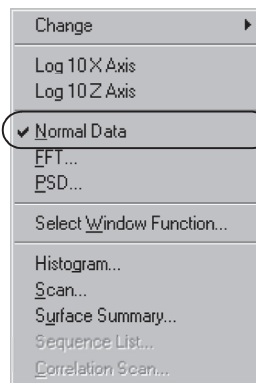 Change
Log 10 X Axis
Log 10 Z Axis
Normal Data
FFT...
PSD...
Select Window Function...
Histogram...
Scan...
Surface Summary...
Sequence List...
Correlation Scan...